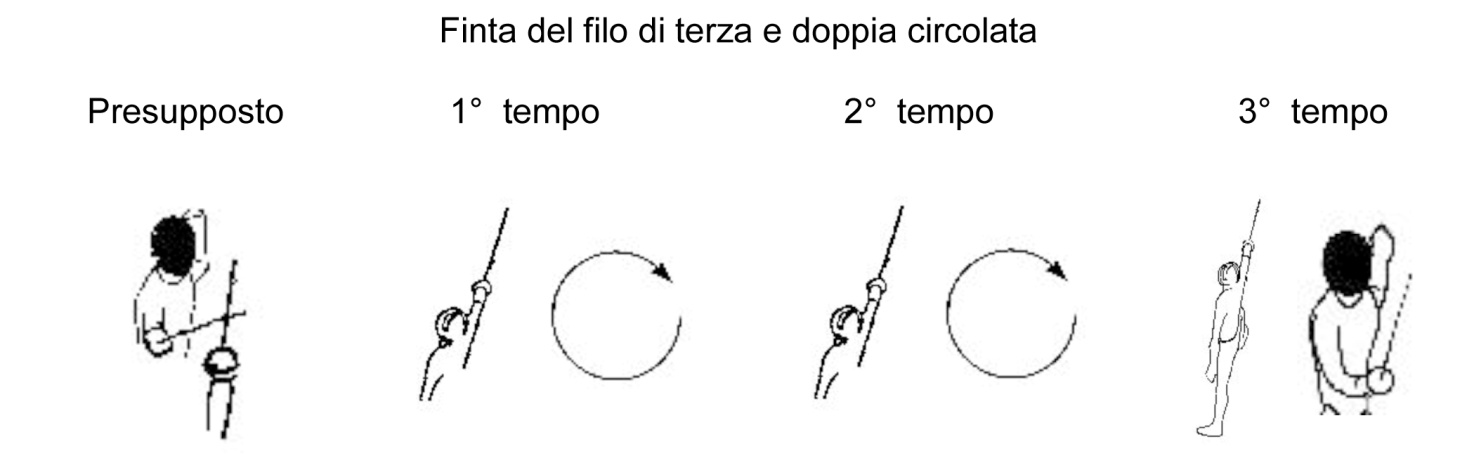 Finta del filo di terza e doppia circolata
Presupposto 1° tempo 2° tempo 3° tempo